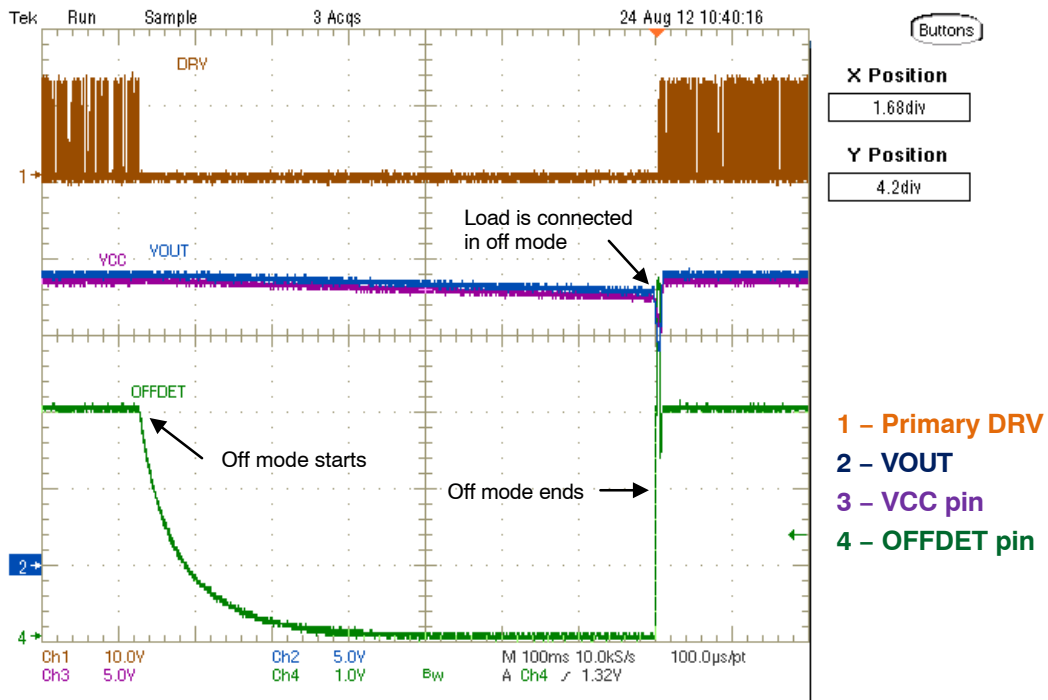 Tek Run Sample 3 Acqs 24 Aug 12 10:40:16
Buttons
X Position
1.68div
Y Position
4.2div
DRV
1
Load is connected
in off mode
VCC
VOUT
OFFDET
Off mode starts
Off mode ends
1 – Primary DRV
2 – VOUT
3 – VCC pin
4 – OFFDET pin
2
4
Ch1 10.0V Ch2 5.0V M 100ms 10.0kS/s 100.0µs/pt
Ch3 5.0V Ch4 1.0V BW A Ch4 / 1.32V